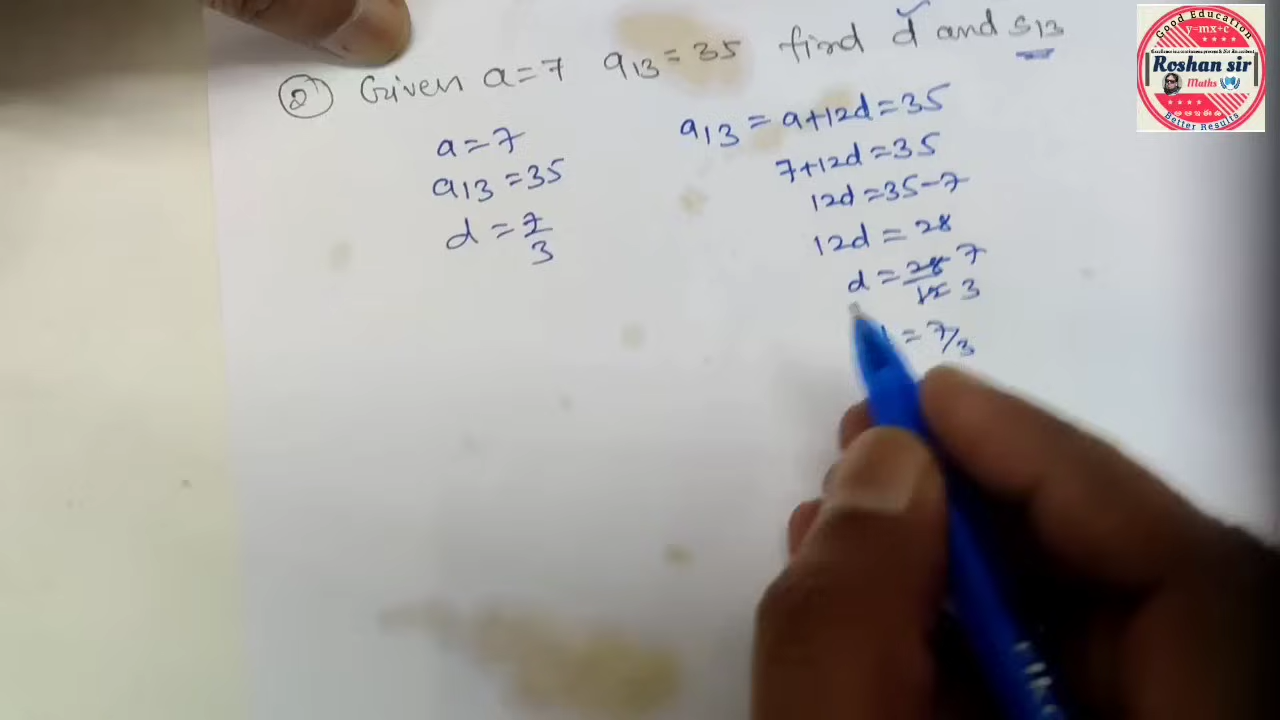 2) Given a=7 a13=35 find d and S13
a=7
a13=35
d=7/3
a13=a+12d=35
7+12d=35
12d=35-7
12d=28
d=28/12 7/3
=7/3
Good Education
y=mx+c
Roshan sir
Maths
Better Results